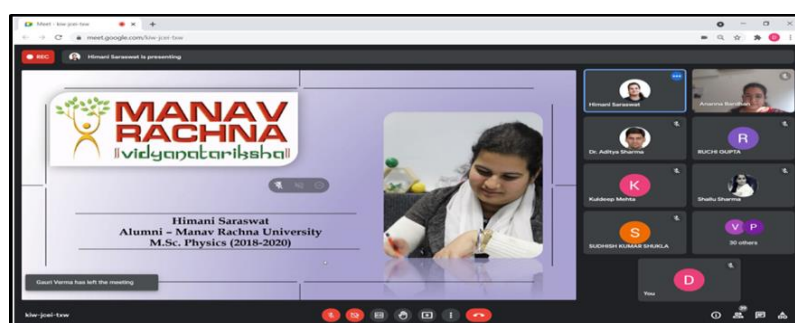 Meet - kiw-jcei-txw
meet.google.com/kiw-jcei-txw
REC
Himani Saraswat is presenting
MANAV
RACHNA
vidyanatariksha
Himani Saraswat
Alumni – Manav Rachna University
M.Sc. Physics (2018-2020)
Gauri Verma has left the meeting
Himani Saraswat
Ananna Bardhan
Dr. Aditya Sharma
R
RUCHI GUPTA
K
Kuldeep Mehta
Shallu Sharma
S
SUDHISH KUMAR SHUKLA
V P
30 others
D
You
kiw-jcei-txw